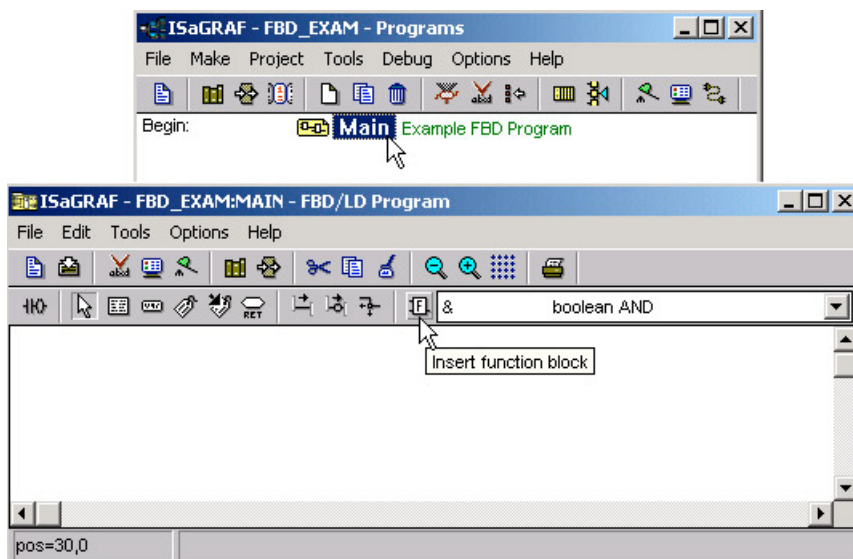 ISaGRAF - FBD_EXAM - Programs
File Make Project Tools Debug Options Help
Begin: Main Example FBD Program
ISaGRAF - FBD_EXAM:MAIN - FBD/LD Program
File Edit Tools Options Help
RET F & boolean AND
Insert function block
pos=30,0